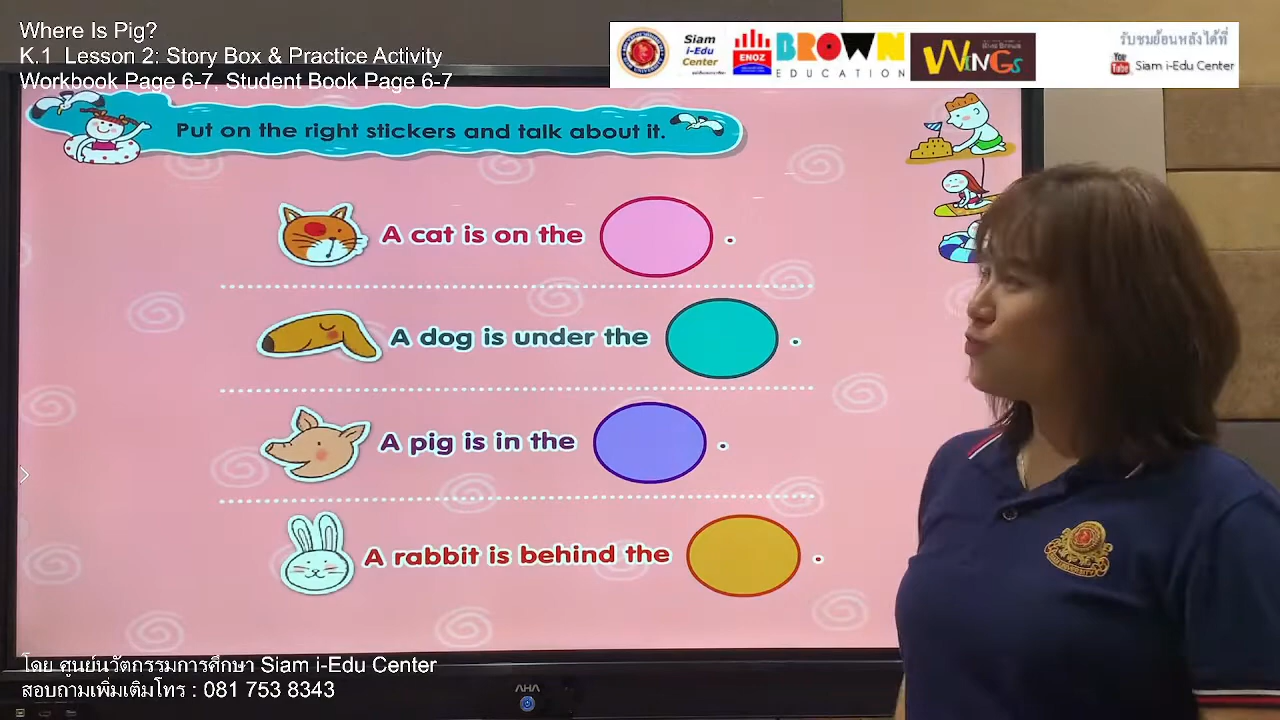 Where Is Pig?
K.1 Lesson 2: Story Box & Practice Activity
Workbook Page 6-7, Student Book Page 6-7
Siam
i-Edu
Center
ENOZ
BROWN
EDUCATION
WINGS
รับชมย้อนหลังได้ที่
You Tube Siam i-Edu Center
Put on the right stickers and talk about it.
A cat is on the .
A dog is under the .
A pig is in the .
A rabbit is behind the .
โดย ศูนย์นวัตกรรมการศึกษา Siam i-Edu Center
สอบถามเพิ่มเติมโทร : 081 753 8343
AHA